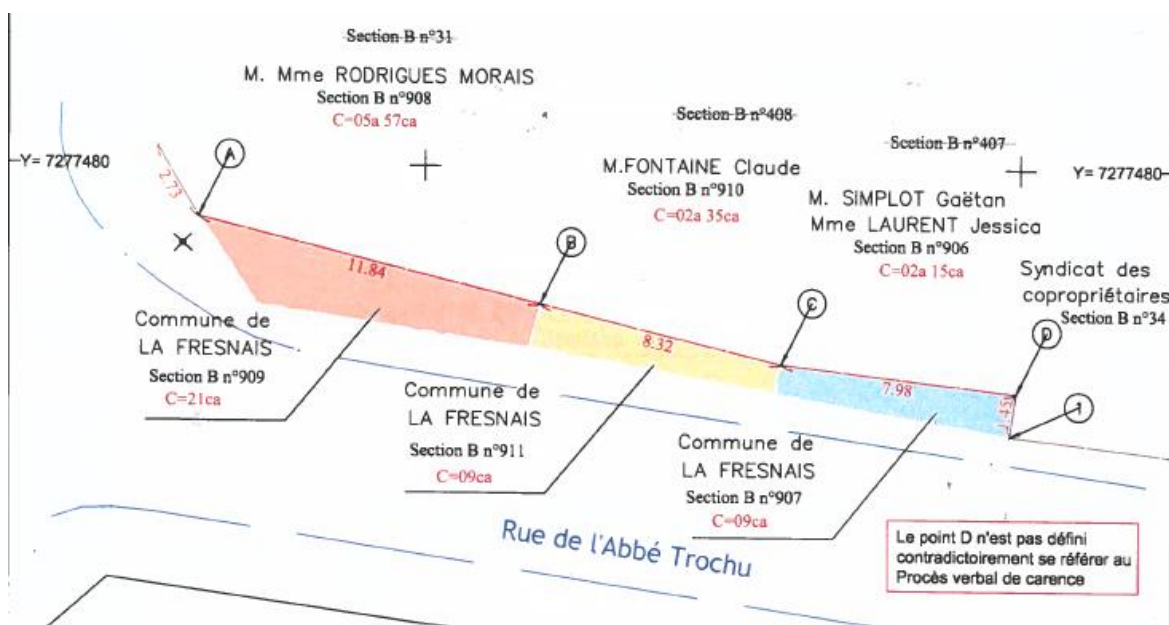 Section B n°31
M. Mme RODRIGUES MORAIS
Section B n°908
C=05a 57ca
Section B n°408
M.FONTAINE Claude
Section B n°910
C=02a 35ca
Section B n°407
M. SIMPLOT Gaëtan
Mme LAURENT Jessica
Section B n°906
C=02a 15ca
Y= 7277480
Y= 7277480
Syndicat des
copropriétaires
Section B n°34
A
B
C
D
1
2.73
11.84
8.32
7.98
1.45
Commune de
LA FRESNAIS
Section B n°909
C=21ca
Commune de
LA FRESNAIS
Section B n°911
C=09ca
Commune de
LA FRESNAIS
Section B n°907
C=09ca
Rue de l'Abbé Trochu
Le point D n'est pas défini
contradictoirement se référer au
Procès verbal de carence